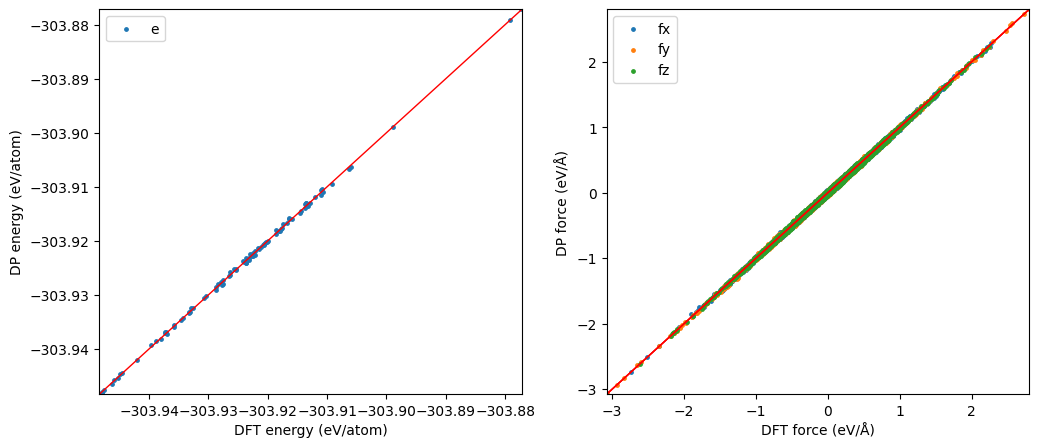 −303.88
−303.89
−303.90
−303.91
−303.92
−303.93
−303.94
DP energy (eV/atom)
e
−303.94−303.93−303.92−303.91−303.90−303.89−303.88
DFT energy (eV/atom)
2
1
0
−1
−2
−3
DP force (eV/Å)
fx
fy
fz
−3 −2 −1 0 1 2
DFT force (eV/Å)